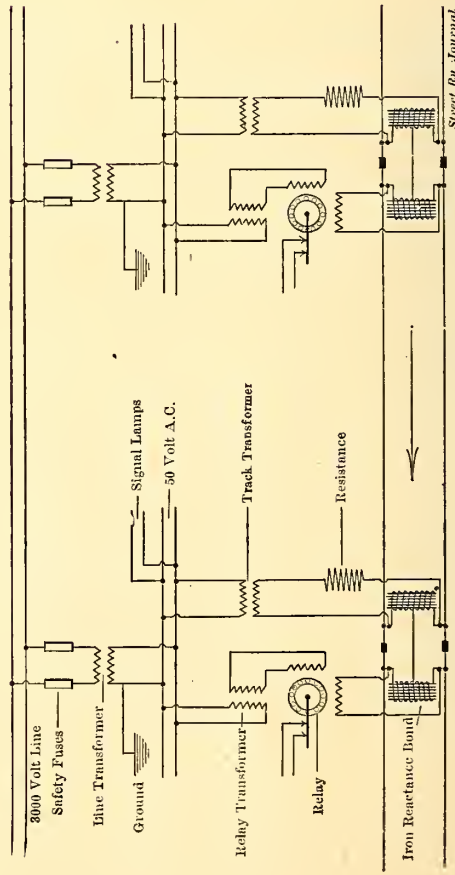 3000 Volt Line
Safety Fuses
Line Transformer
Ground
Signal Lamps
50 Volt A.C.
Relay Transformer
Track Transformer
Relay
Resistance
Iron Reactance Bond
Street Ry. Journal